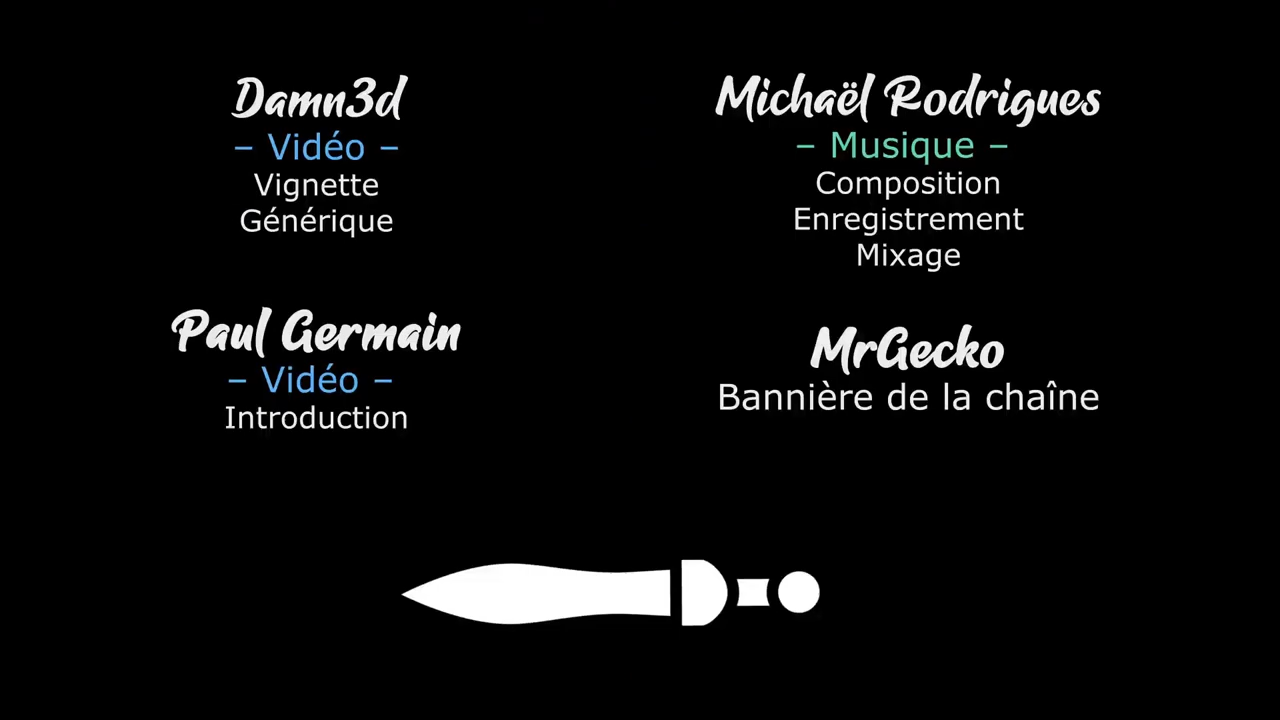 Damn3d
– Vidéo –
Vignette
Générique
Michaël Rodrigues
– Musique –
Composition
Enregistrement
Mixage
Paul Germain
– Vidéo –
Introduction
MrGecko
Bannière de la chaîne